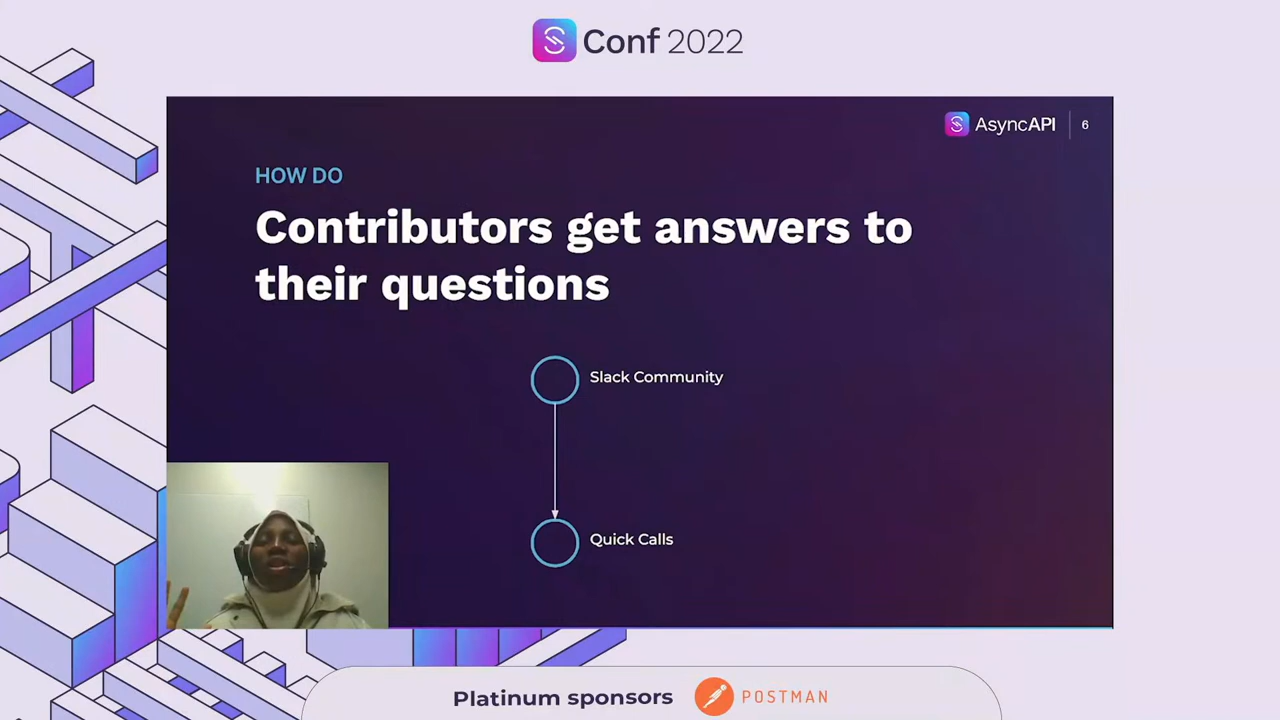 Conf 2022
AsyncAPI
6
HOW DO
Contributors get answers to
their questions
Slack Community
Quick Calls
Platinum sponsors
POSTMAN